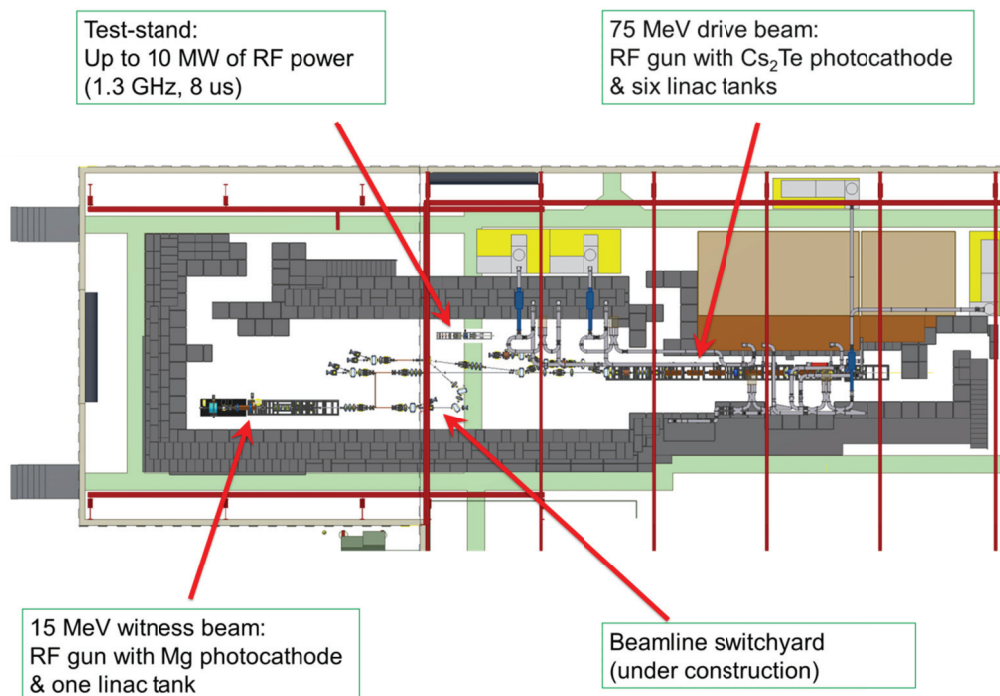 Test-stand:
Up to 10 MW of RF power
(1.3 GHz, 8 us)
75 MeV drive beam:
RF gun with Cs₂Te photocathode
& six linac tanks
15 MeV witness beam:
RF gun with Mg photocathode
& one linac tank
Beamline switchyard
(under construction)